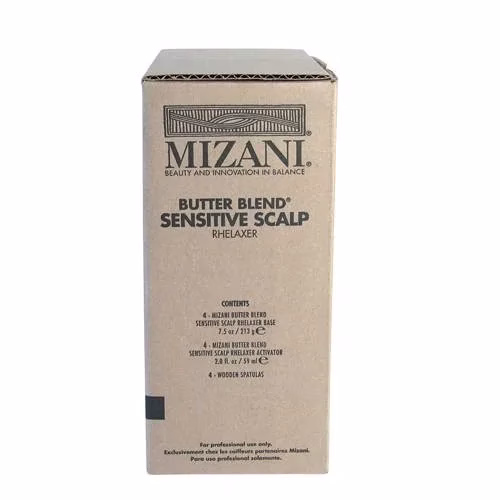 MIZANI®
BEAUTY AND INNOVATION IN BALANCE
BUTTER BLEND®
SENSITIVE SCALP
RHELAXER
CONTENTS
4 - MIZANI BUTTER BLEND
SENSITIVE SCALP RHELAXER BASE
7.5 oz / 213 g ℮
4 - MIZANI BUTTER BLEND
SENSITIVE SCALP RHELAXER ACTIVATOR
2.0 fl. oz / 59 ml ℮
4 - WOODEN SPATULAS
For professional use only.
Exclusivement chez les coiffeurs partenaires Mizani.
Para uso profesional solamente.